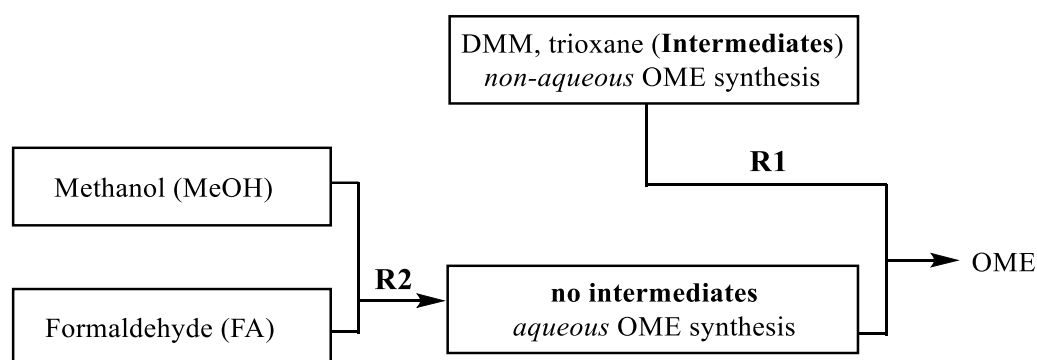 DMM, trioxane (Intermediates)
non-aqueous OME synthesis
R1
Methanol (MeOH)
OME
R2
no intermediates
aqueous OME synthesis
Formaldehyde (FA)